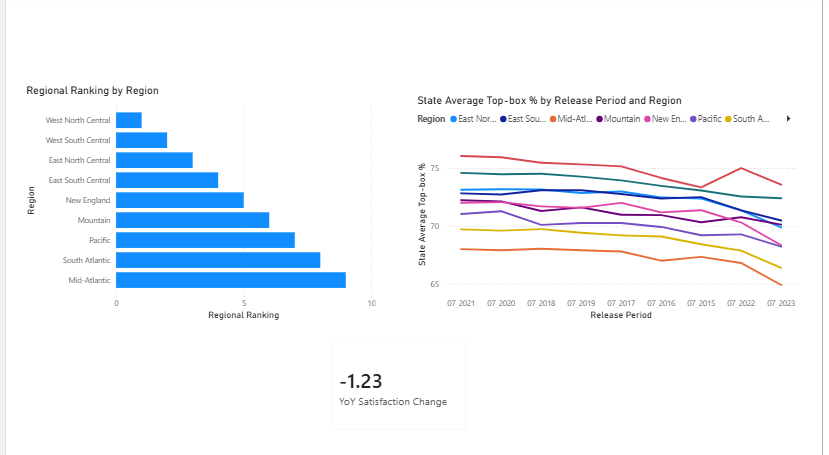 Regional Ranking by Region
Region
West North Central
West South Central
East North Central
East South Central
New England
Mountain
Pacific
South Atlantic
Mid-Atlantic
0 5 10
Regional Ranking
State Average Top-box % by Release Period and Region
Region East Nor... East Sou... Mid-Atl... Mountain New En... Pacific South A...
State Average Top-box %
75
70
65
07_2021 07_2020 07_2018 07_2019 07_2017 07_2016 07_2015 07_2022 07_2023
Release Period
-1.23
YoY Satisfaction Change